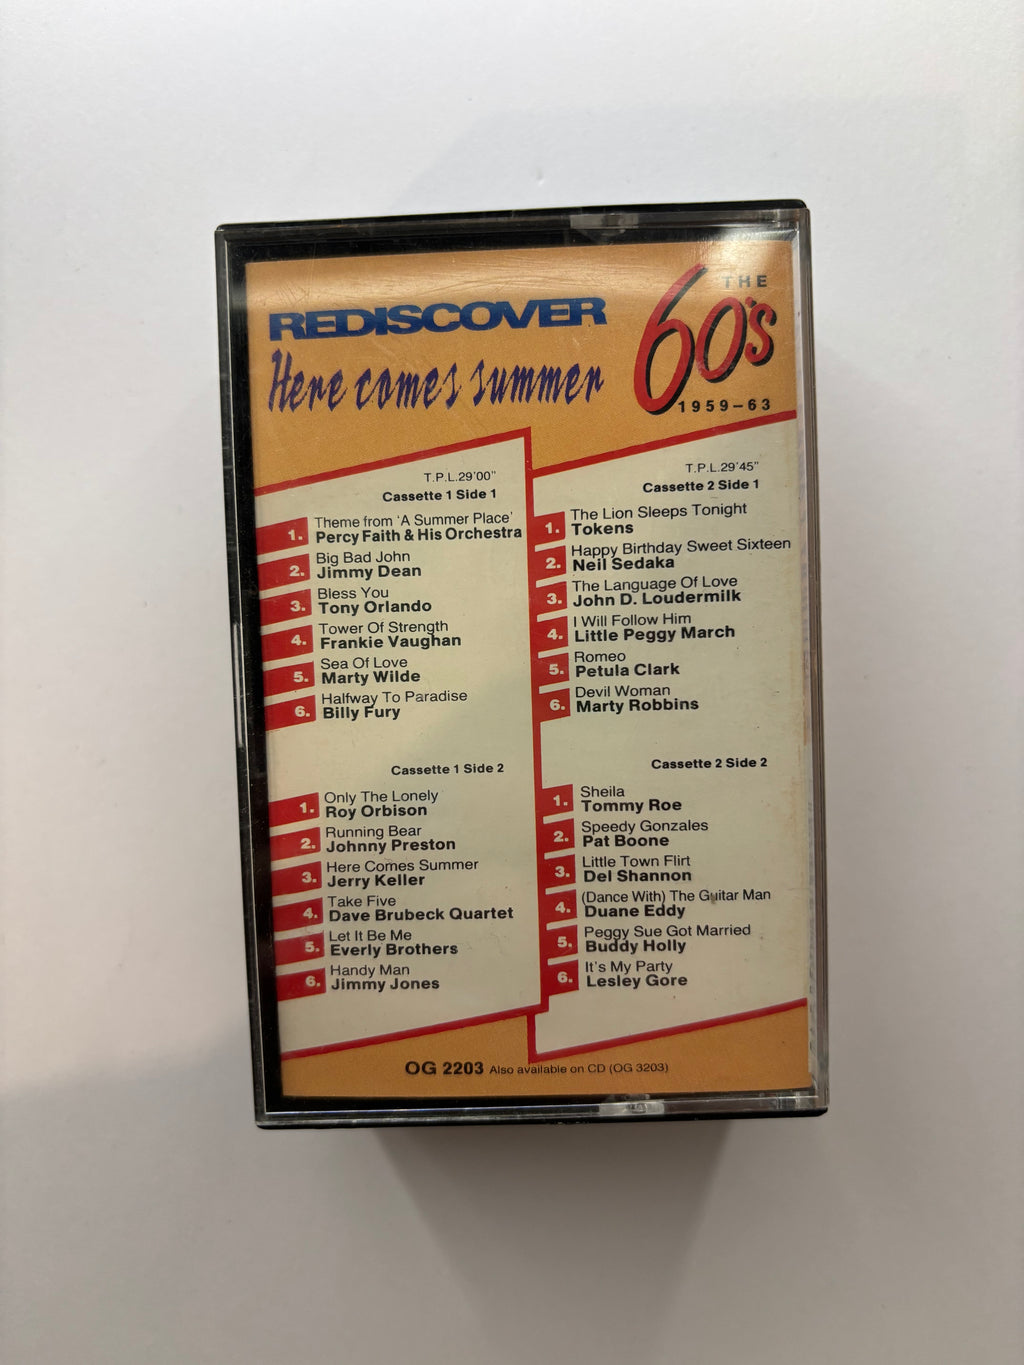 REDISCOVER
Here comes summer
THE
60's
1959-63
T.P.L.29'00"
Cassette 1 Side 1
1. Theme from 'A Summer Place'
Percy Faith & His Orchestra
2. Big Bad John
Jimmy Dean
3. Bless You
Tony Orlando
4. Tower Of Strength
Frankie Vaughan
5. Sea Of Love
Marty Wilde
6. Halfway To Paradise
Billy Fury
Cassette 1 Side 2
1. Only The Lonely
Roy Orbison
2. Running Bear
Johnny Preston
3. Here Comes Summer
Jerry Keller
4. Take Five
Dave Brubeck Quartet
5. Let It Be Me
Everly Brothers
6. Handy Man
Jimmy Jones
T.P.L.29'45"
Cassette 2 Side 1
1. The Lion Sleeps Tonight
Tokens
2. Happy Birthday Sweet Sixteen
Neil Sedaka
3. The Language Of Love
John D. Loudermilk
4. I Will Follow Him
Little Peggy March
5. Romeo
Petula Clark
6. Devil Woman
Marty Robbins
Cassette 2 Side 2
1. Sheila
Tommy Roe
2. Speedy Gonzales
Pat Boone
3. Little Town Flirt
Del Shannon
4. (Dance With) The Guitar Man
Duane Eddy
5. Peggy Sue Got Married
Buddy Holly
6. It's My Party
Lesley Gore
OG 2203 Also available on CD (OG 3203)